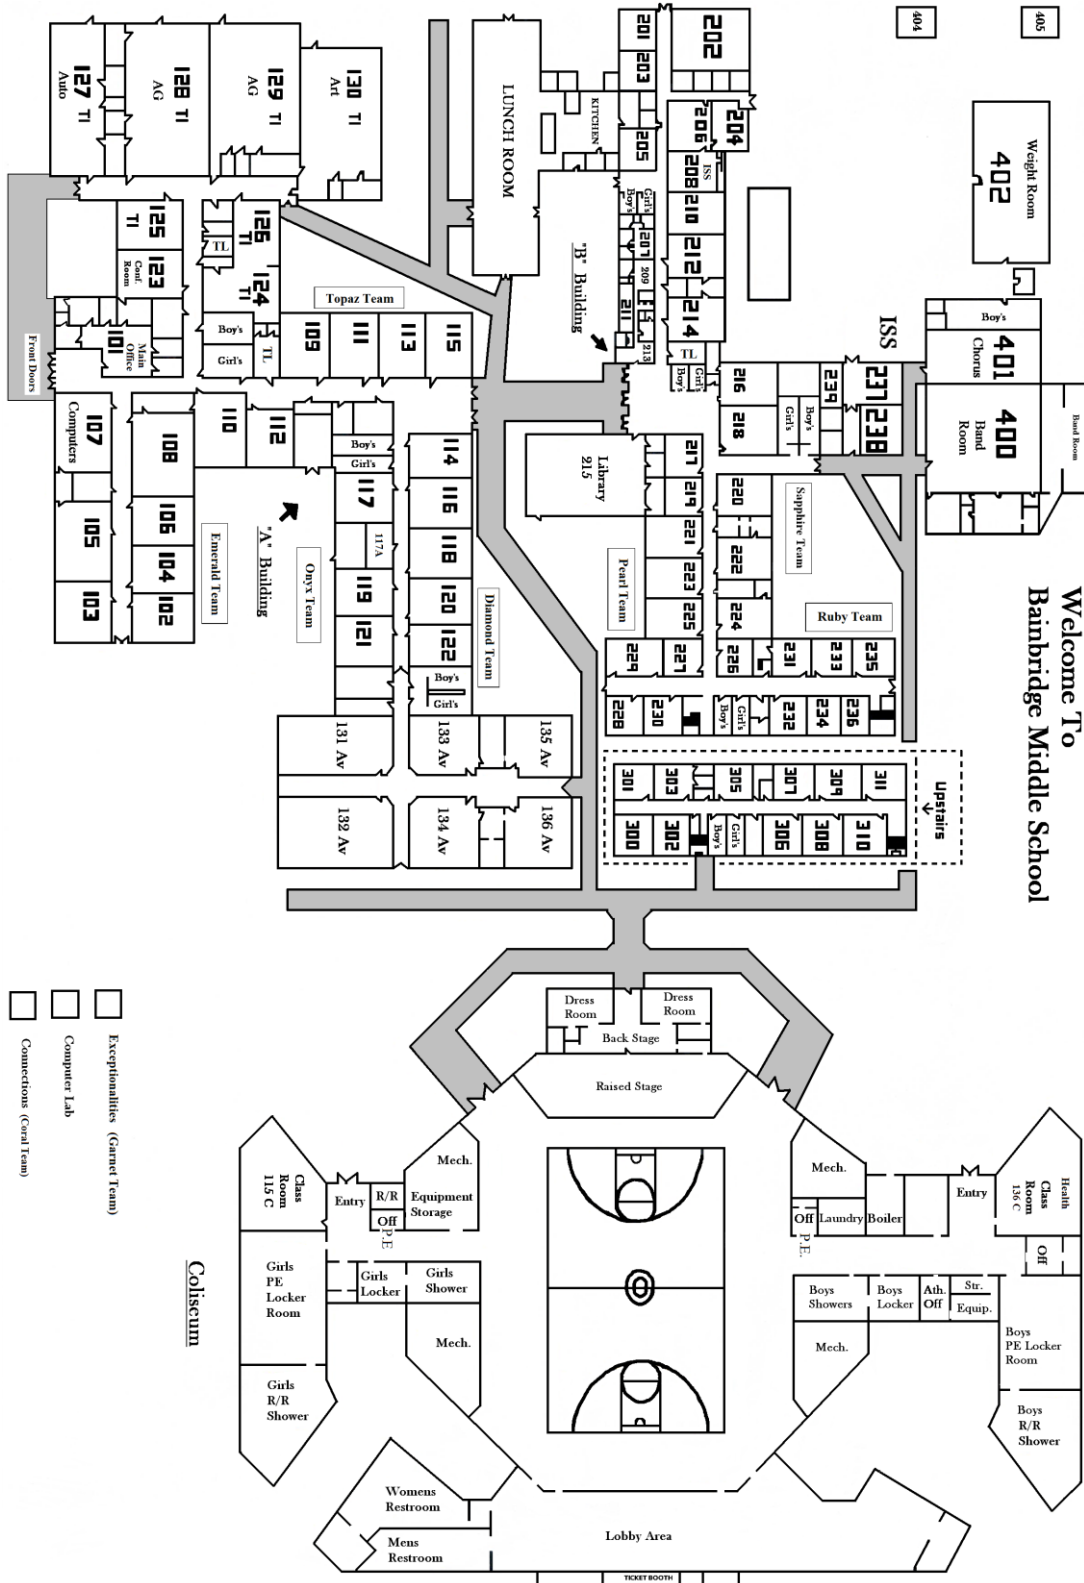 Welcome To
Bainbridge Middle School
404
405
Weight Room
402
Boy's
401
Chorus
400
Band
Room
Band Room
ISS
237
238
239
Boy's
Girl's
216
218
202
204
206
ISS
208
210
212
214
TL
Girl's
Boy's
201
203
205
KITCHEN
Girl's
Boy's
207
209
211
213
"B" Building
LUNCH ROOM
130 TI
Art
129 TI
AG
128 TI
AG
127 TI
Auto
125
TI
123
Conf.
Room
126
TI
TL
124
TI
Boy's
Girl's
TL
101
Main
Office
Front Doors
Topaz Team
109
111
113
115
107
Computers
105
103
108
106
104
102
110
112
Emerald Team
"A" Building
Onyx Team
Boy's
Girl's
117
117A
119
121
114
116
118
120
122
Boy's
Girl's
Diamond Team
131 Av
133 Av
135 Av
132 Av
134 Av
136 Av
Library
215
217
219
221
223
225
227
229
Pearl Team
220
222
224
226
Sapphire Team
Ruby Team
231
233
235
228
230
Boy's
Girl's
232
234
236
Upstairs
301
303
305
307
309
311
300
302
Boy's
Girl's
306
308
310
Dress
Room
Dress
Room
Back Stage
Raised Stage
Mech.
Equipment
Storage
R/R
Off
P.E
Entry
Class
Room
115 C
Girls
PE
Locker
Room
Girls
Locker
Girls
Shower
Mech.
Girls
R/R
Shower
Mech.
Off
P.E.
Laundry
Boiler
Entry
Health
Class
Room
136 C
Off
Boys
Showers
Boys
Locker
Ath.
Off
Str.
Equip.
Mech.
Boys
PE Locker
Room
Boys
R/R
Shower
Womens
Restroom
Mens
Restroom
Lobby Area
TICKET BOOTH
Coliscum
Exceptionalities (Garnet Team)
Computer Lab
Connections (Coral Team)